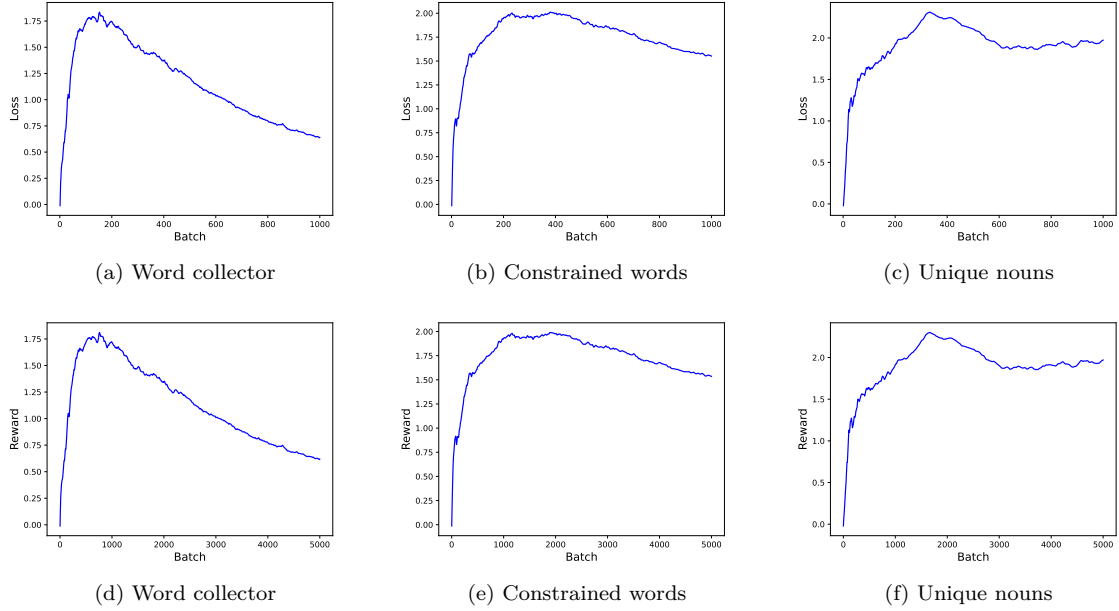 Loss
1.75
1.50
1.25
1.00
0.75
0.50
0.25
0.00
0 200 400 600 800 1000
Batch
(a) Word collector
Loss
2.00
1.75
1.50
1.25
1.00
0.75
0.50
0.25
0.00
0 200 400 600 800 1000
Batch
(b) Constrained words
Loss
2.0
1.5
1.0
0.5
0.0
0 200 400 600 800 1000
Batch
(c) Unique nouns
Reward
1.75
1.50
1.25
1.00
0.75
0.50
0.25
0.00
0 1000 2000 3000 4000 5000
Batch
(d) Word collector
Reward
2.00
1.75
1.50
1.25
1.00
0.75
0.50
0.25
0.00
0 1000 2000 3000 4000 5000
Batch
(e) Constrained words
Reward
2.0
1.5
1.0
0.5
0.0
0 1000 2000 3000 4000 5000
Batch
(f) Unique nouns